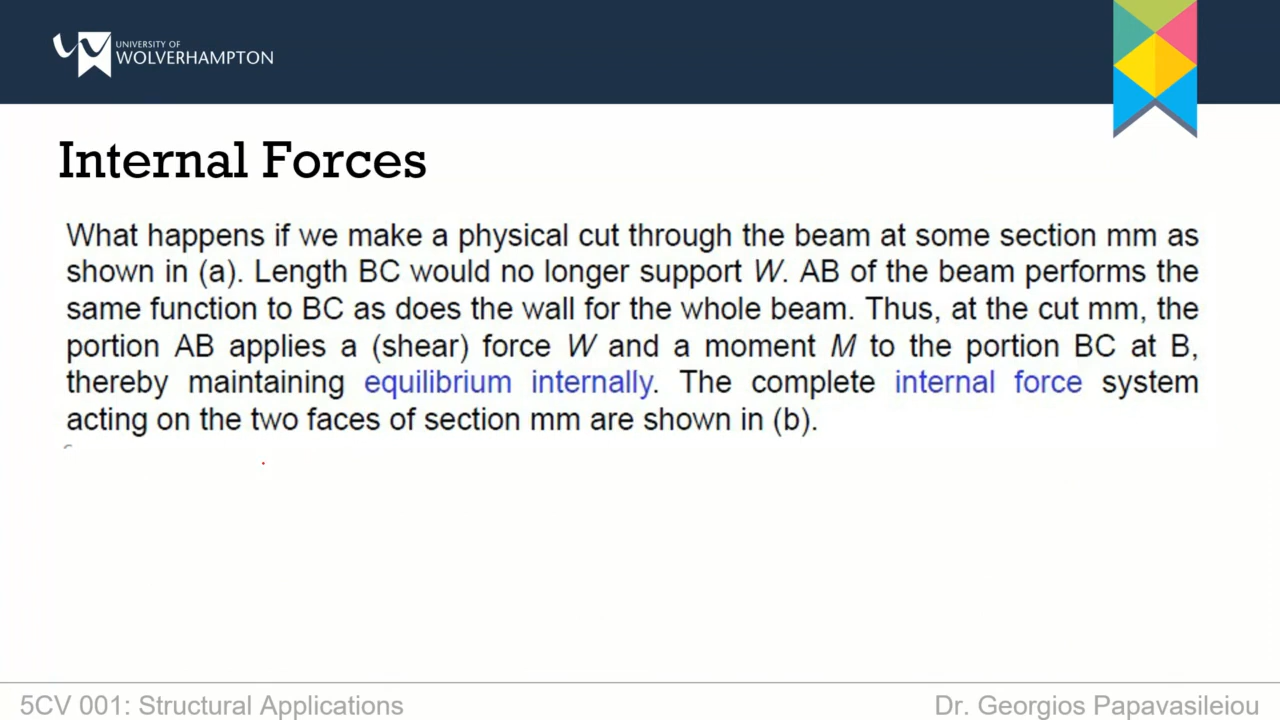 UNIVERSITY OF
WOLVERHAMPTON
Internal Forces
What happens if we make a physical cut through the beam at some section mm as
shown in (a). Length BC would no longer support W. AB of the beam performs the
same function to BC as does the wall for the whole beam. Thus, at the cut mm, the
portion AB applies a (shear) force W and a moment M to the portion BC at B,
thereby maintaining equilibrium internally. The complete internal force system
acting on the two faces of section mm are shown in (b).
5CV 001: Structural Applications
Dr. Georgios Papavasileiou